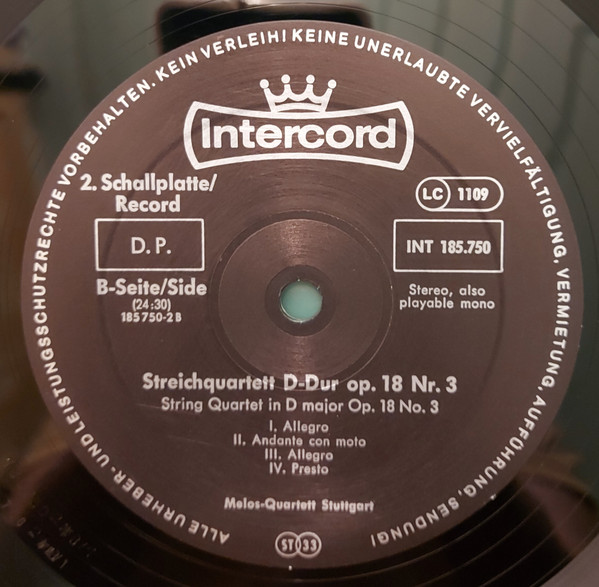 ALLE URHEBER- UND LEISTUNGSSCHUTZRECHTE VORBEHALTEN. KEIN VERLEIH! KEINE UNERLAUBTE VERVIELFÄLTIGUNG, VERMIETUNG, AUFFÜHRUNG, SENDUNG!
Intercord
2. Schallplatte/
Record
LC 1109
D.P.
INT 185.750
B-Seite/Side
(24:30)
185 750-2 B
Stereo, also
playable mono
Streichquartett D-Dur op. 18 Nr. 3
String Quartet in D major Op. 18 No. 3
I. Allegro
II. Andante con moto
III. Allegro
IV. Presto
Melos-Quartett Stuttgart
ST 33